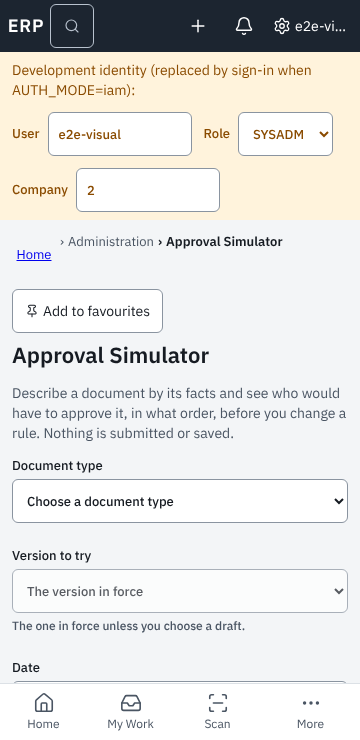 ERP
e2e-vi...
Development identity (replaced by sign-in when
AUTH_MODE=iam):
User e2e-visual Role SYSADM
Company 2
Home › Administration › Approval Simulator
Add to favourites
Approval Simulator
Describe a document by its facts and see who would
have to approve it, in what order, before you change a
rule. Nothing is submitted or saved.
Document type
Choose a document type
Version to try
The version in force
The one in force unless you choose a draft.
Date
Home My Work Scan More